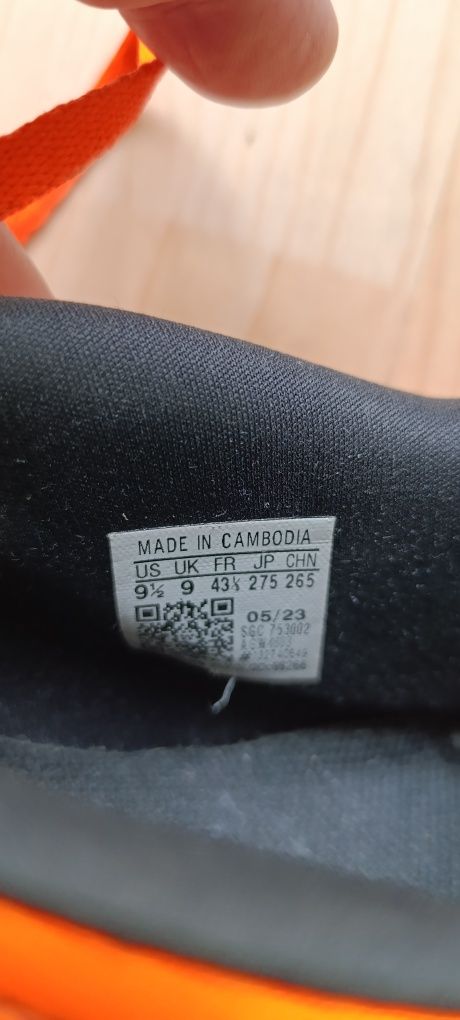 MADE IN CAMBODIA
US UK FR JP CHN
9½ 9 43⅓ 275 265
05/23
SGC 753002